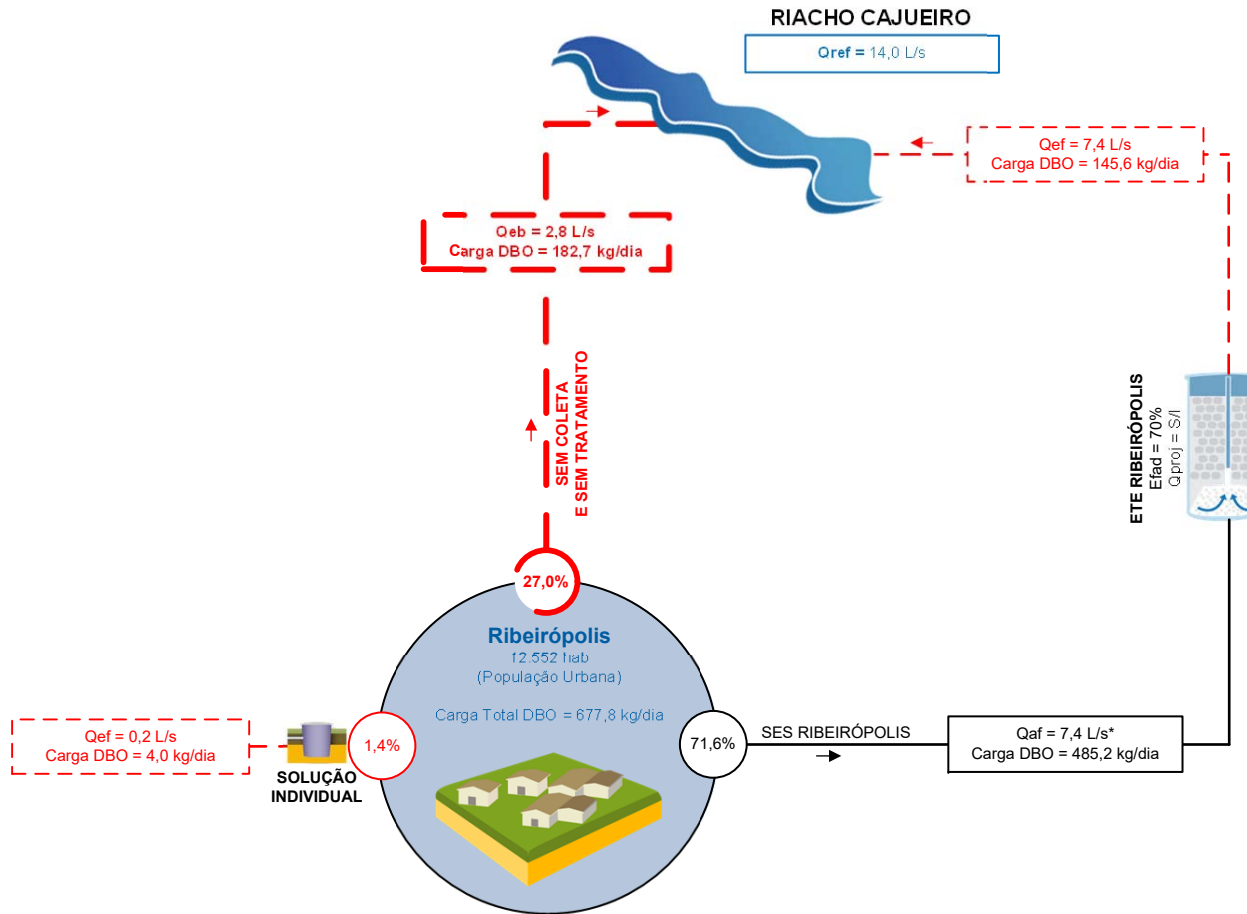 RIACHO CAJUEIRO
Qref = 14,0 L/s
Qef = 7,4 L/s
Carga DBO = 145,6 kg/dia
Qeb = 2,8 L/s
Carga DBO = 182,7 kg/dia
SEM COLETA
E SEM TRATAMENTO
ETE RIBEIRÓPOLIS
Efad = 70%
Qproj = S/I
27,0%
Ribeirópolis
12.552 hab
(População Urbana)
Carga Total DBO = 677,8 kg/dia
Qef = 0,2 L/s
Carga DBO = 4,0 kg/dia
SOLUÇÃO
INDIVIDUAL
1,4%
71,6%
SES RIBEIRÓPOLIS
Qaf = 7,4 L/s*
Carga DBO = 485,2 kg/dia